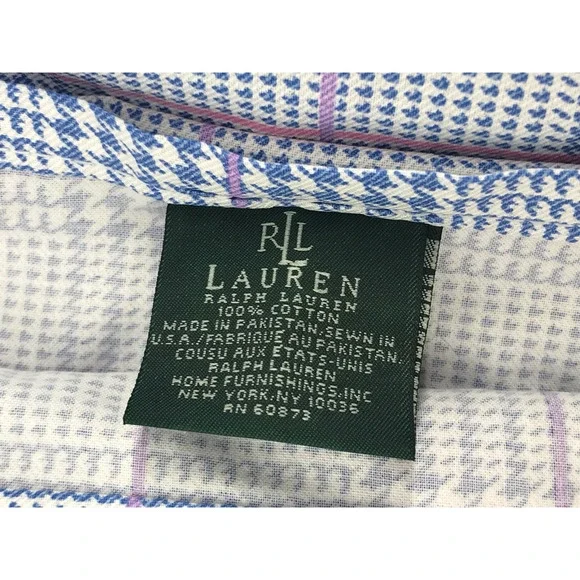 RLL
LAUREN
RALPH LAUREN
100% COTTON
MADE IN PAKISTAN, SEWN IN
U.S.A./FABRIQUE AU PAKISTAN,
COUSU AUX ETATS-UNIS
RALPH LAUREN
HOME FURNISHINGS, INC
NEW YORK, NY 10036
RN 60873